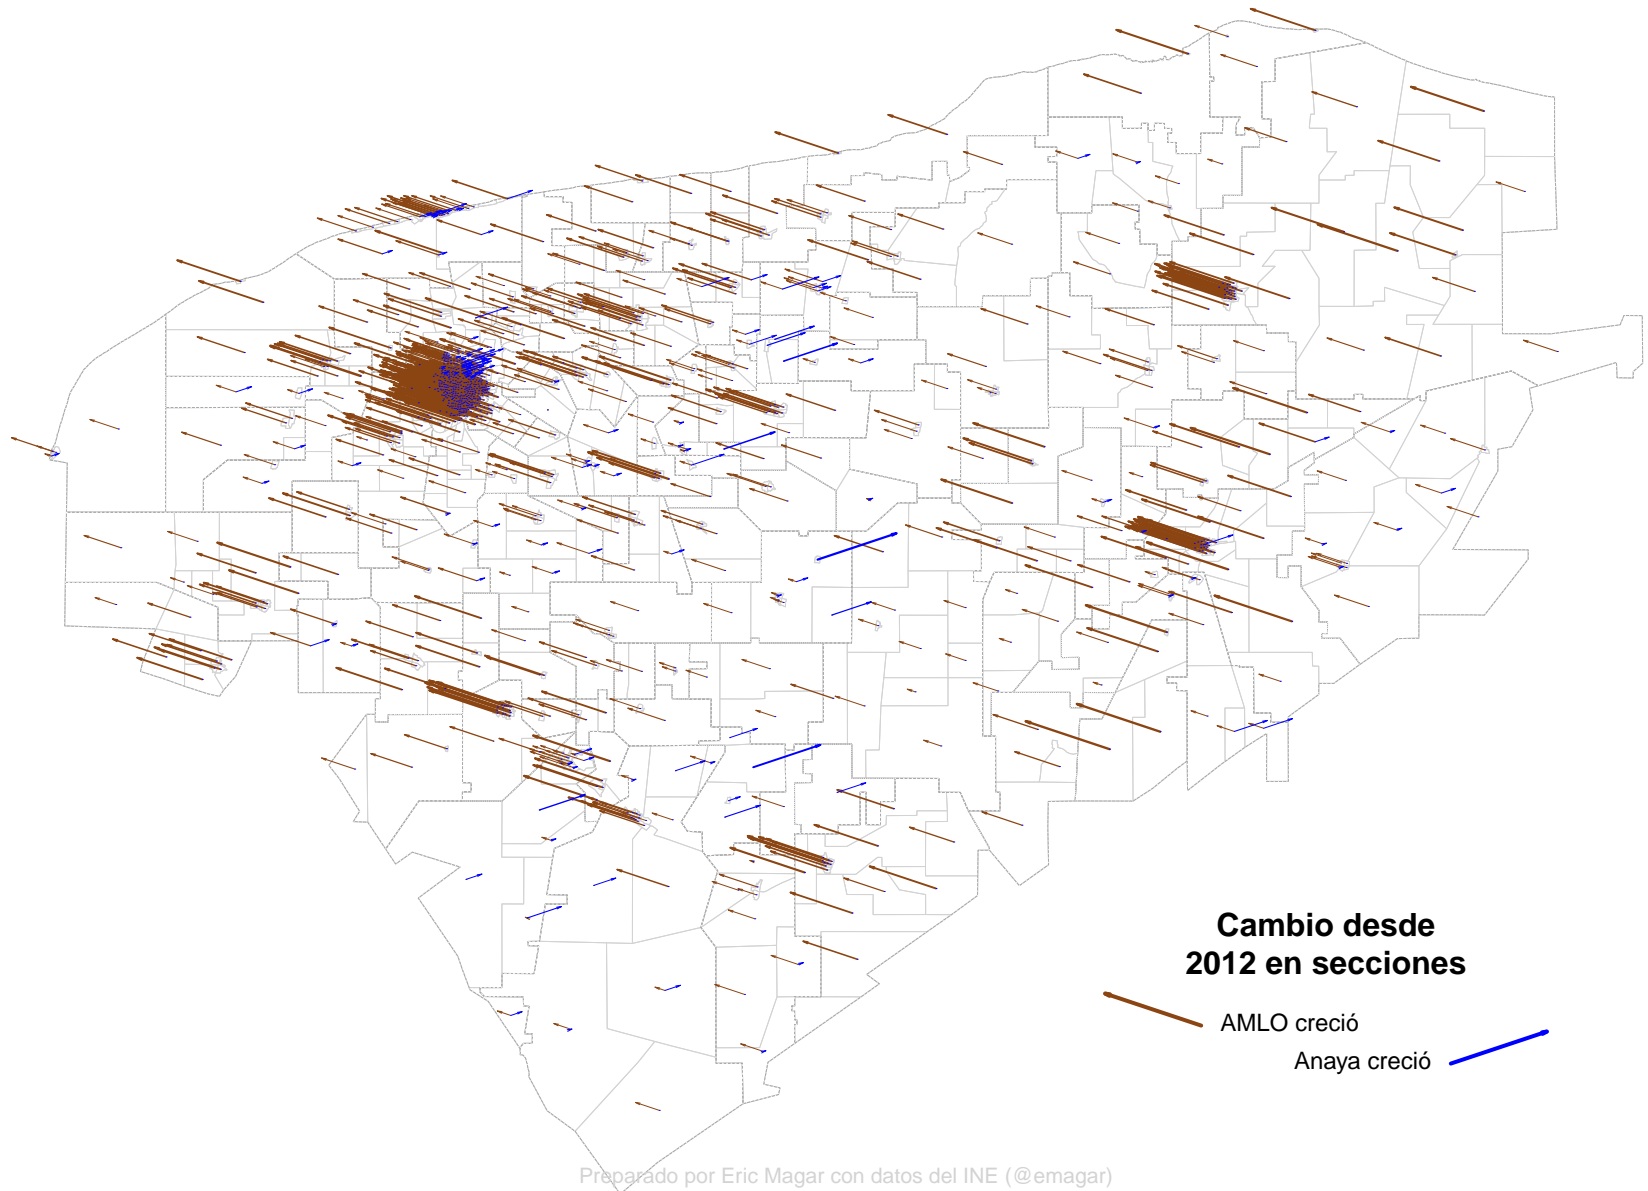 Cambio desde
2012 en secciones
AMLO creció
Anaya creció
Preparado por Eric Magar con datos del INE (@emagar)